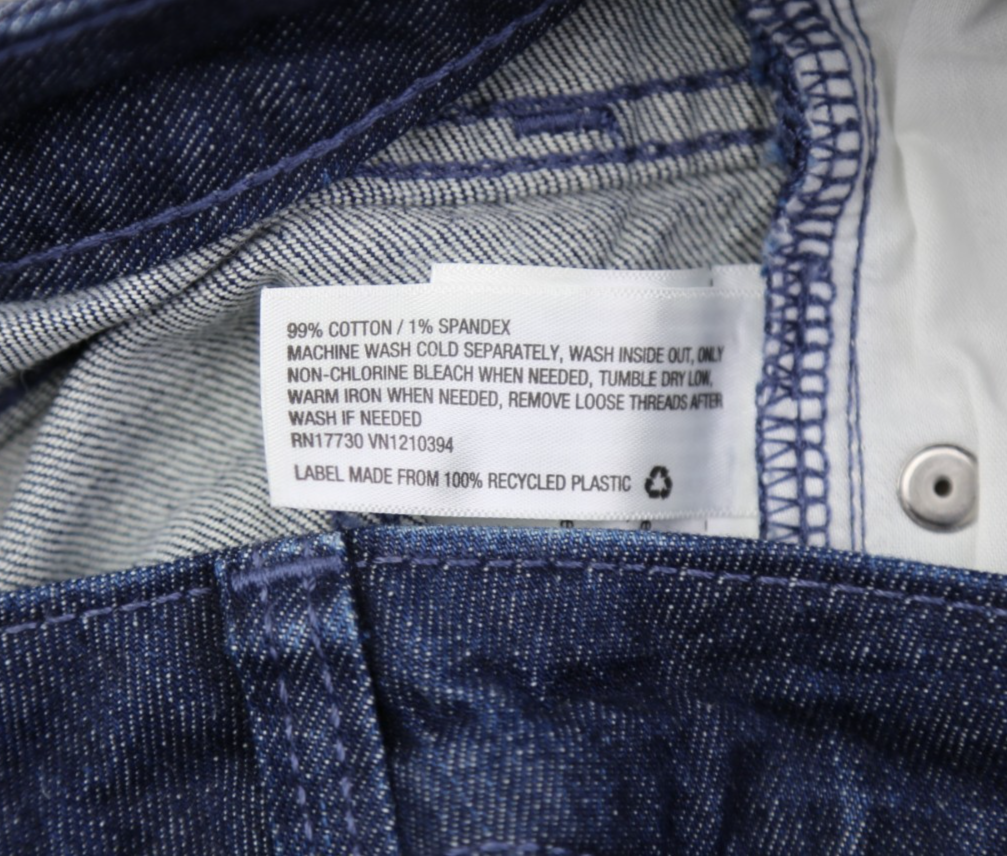 99% COTTON / 1% SPANDEX
MACHINE WASH COLD SEPARATELY, WASH INSIDE OUT, ONLY
NON-CHLORINE BLEACH WHEN NEEDED, TUMBLE DRY LOW,
WARM IRON WHEN NEEDED, REMOVE LOOSE THREADS AFTER
WASH IF NEEDED
RN17730 VN1210394
LABEL MADE FROM 100% RECYCLED PLASTIC